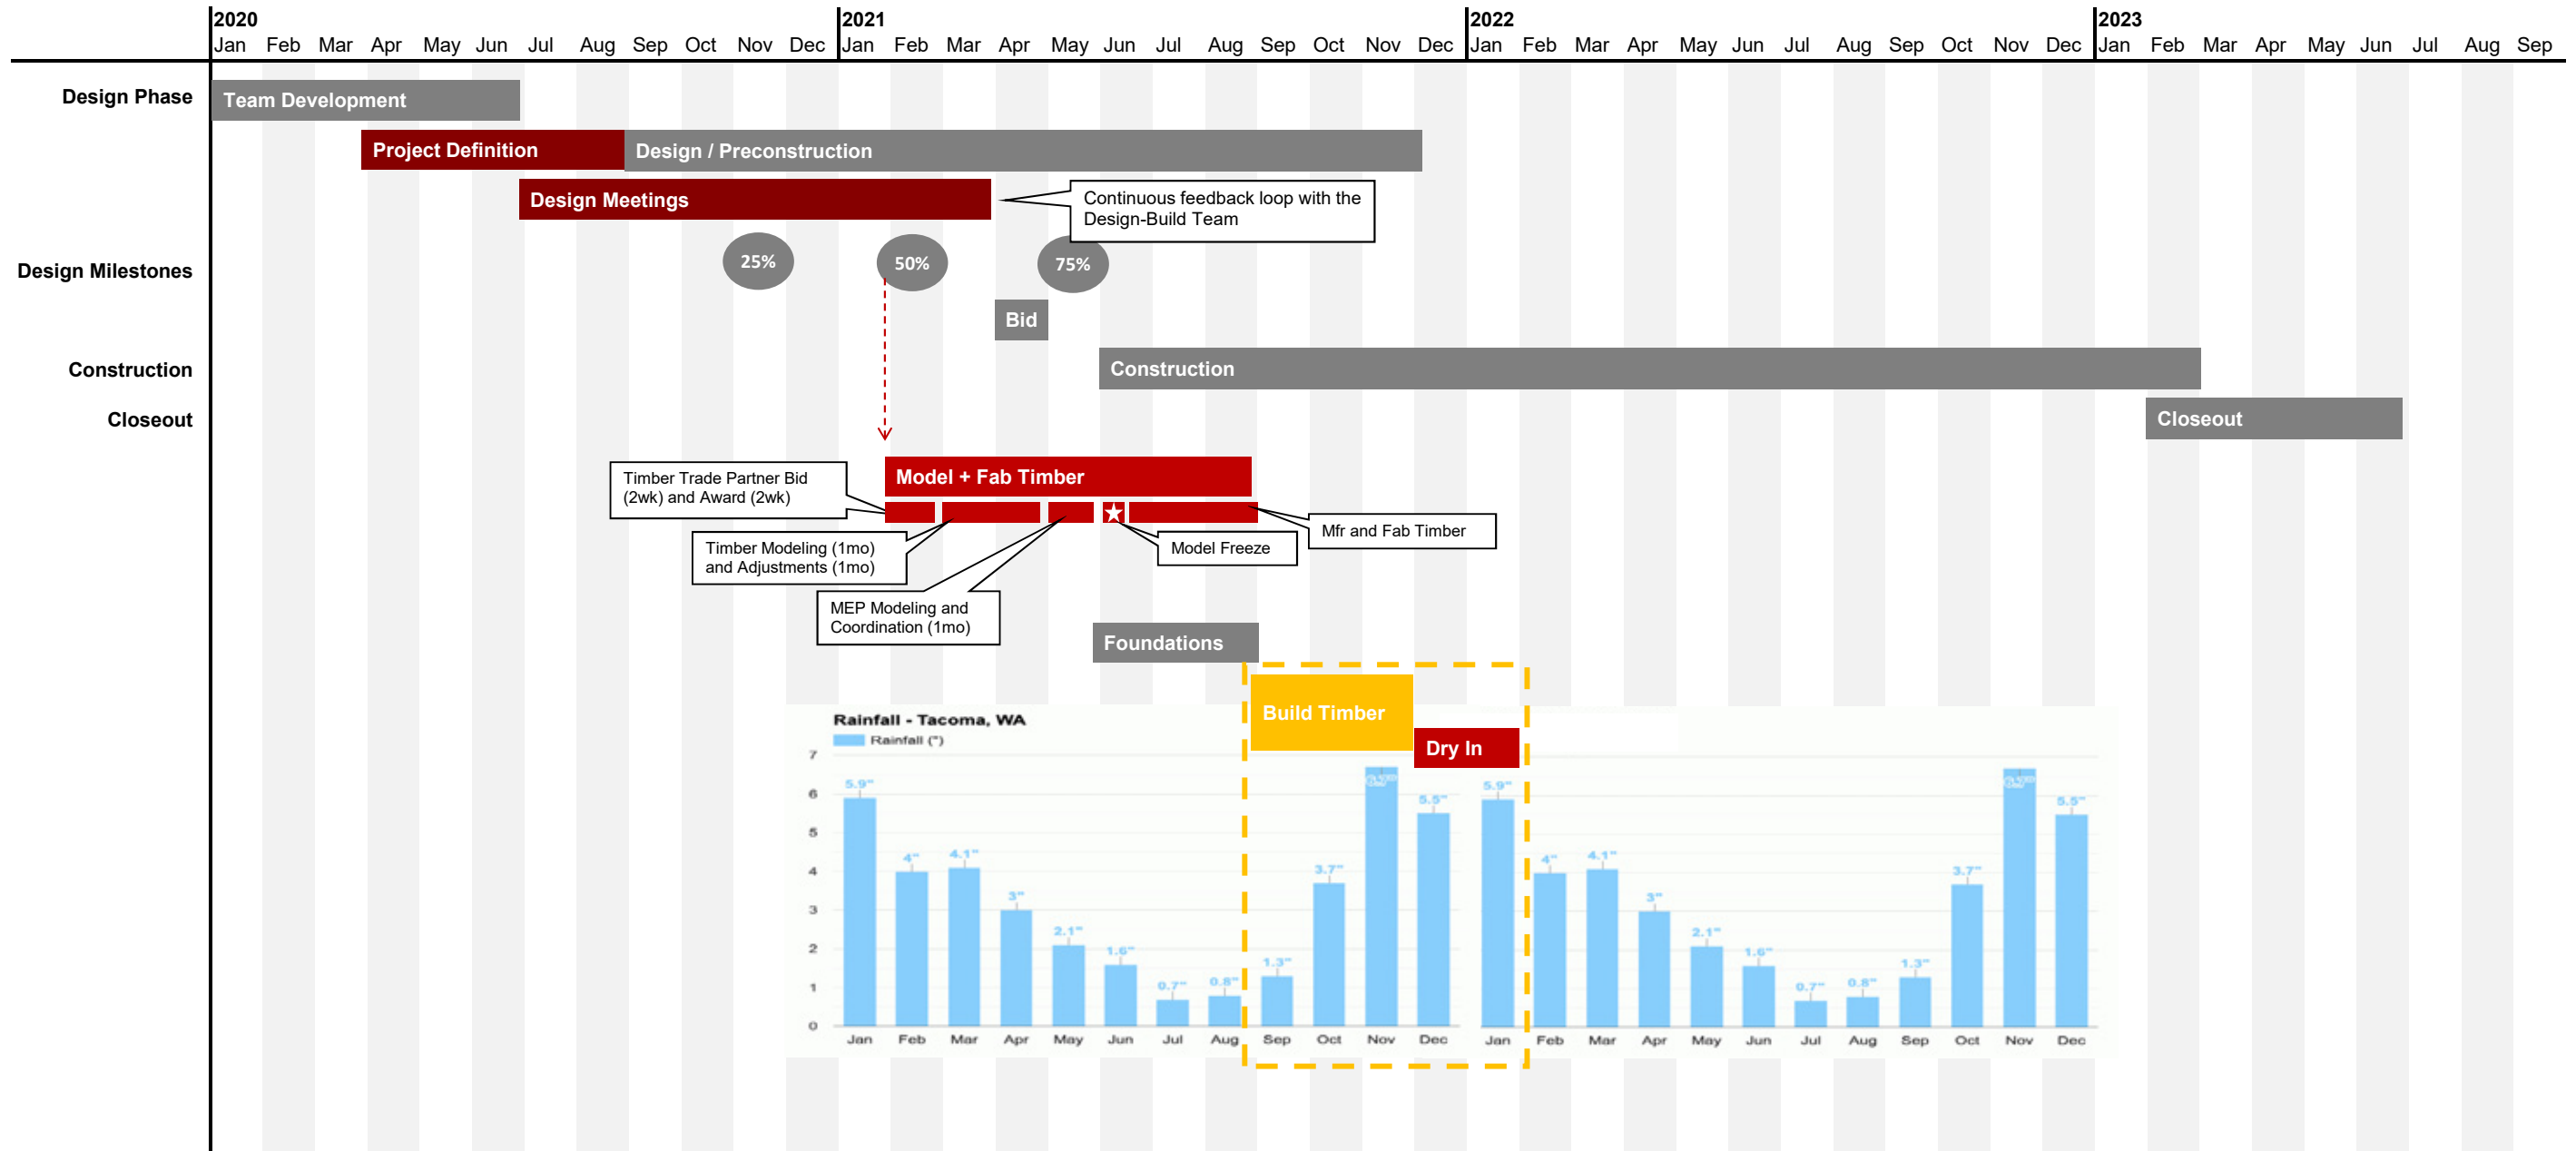 2020
2021
2022
2023
Jan Feb Mar Apr May Jun Jul Aug Sep Oct Nov Dec Jan Feb Mar Apr May Jun Jul Aug Sep Oct Nov Dec Jan Feb Mar Apr May Jun Jul Aug Sep Oct Nov Dec Jan Feb Mar Apr May Jun Jul Aug Sep
Design Phase
Team Development
Project Definition
Design / Preconstruction
Design Meetings
Continuous feedback loop with the
Design-Build Team
Design Milestones
25%
50%
75%
Bid
Construction
Construction
Closeout
Closeout
Model + Fab Timber
Timber Trade Partner Bid
(2wk) and Award (2wk)
Timber Modeling (1mo)
and Adjustments (1mo)
Model Freeze
Mfr and Fab Timber
MEP Modeling and
Coordination (1mo)
Foundations
Build Timber
Dry In
Rainfall - Tacoma, WA
Rainfall (")
7
6
5
4
3
2
1
0
5.9" 4" 4.1" 3" 2.1" 1.6" 0.7" 0.8" 1.3" 3.7" 5.5"
5.9" 4" 4.1" 3" 2.1" 1.6" 0.7" 0.8" 1.3" 3.7" 5.5"
Jan Feb Mar Apr May Jun Jul Aug Sep Oct Nov Dec
Jan Feb Mar Apr May Jun Jul Aug Sep Oct Nov Dec